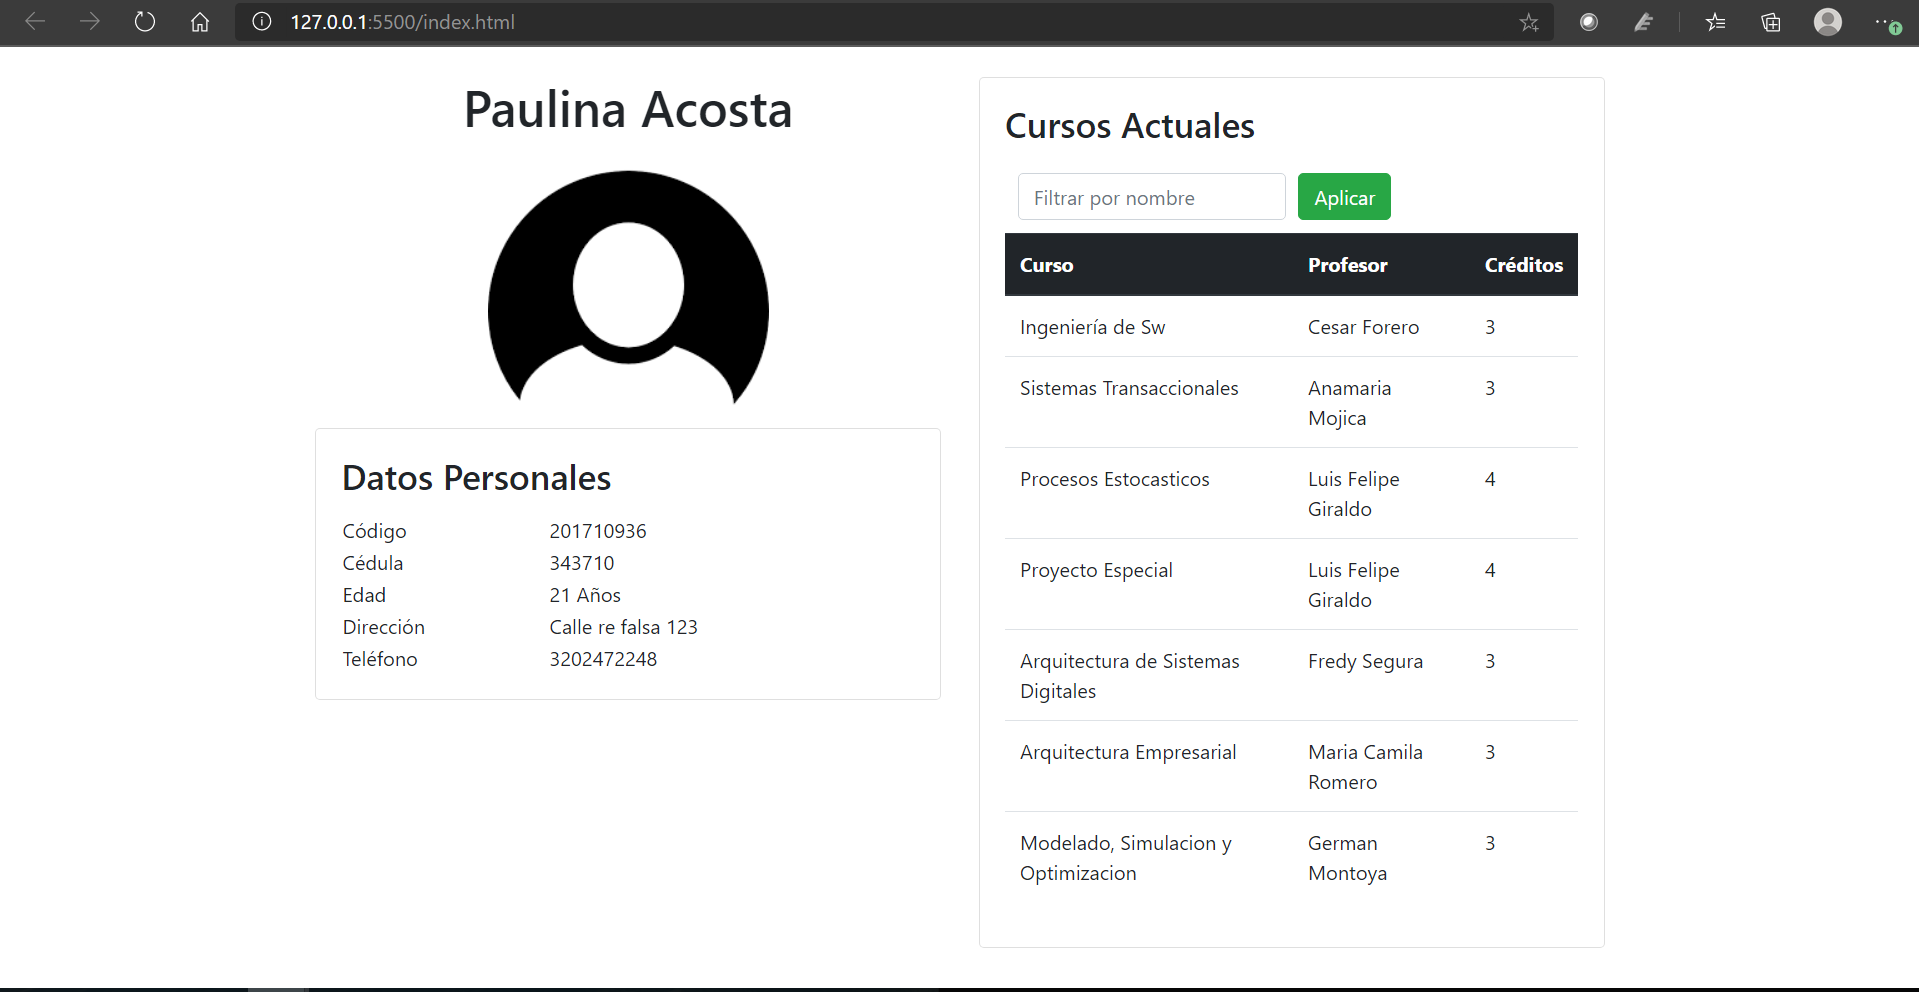 127.0.0.1:5500/index.html
Paulina Acosta
Datos Personales
Código 201710936
Cédula 343710
Edad 21 Años
Dirección Calle re falsa 123
Teléfono 3202472248
Cursos Actuales
Filtrar por nombre Aplicar
Curso Profesor Créditos
Ingeniería de Sw Cesar Forero 3
Sistemas Transaccionales Anamaria 3
Mojica
Procesos Estocasticos Luis Felipe 4
Giraldo
Proyecto Especial Luis Felipe 4
Giraldo
Arquitectura de Sistemas Fredy Segura 3
Digitales
Arquitectura Empresarial Maria Camila 3
Romero
Modelado, Simulacion y German 3
Optimizacion Montoya